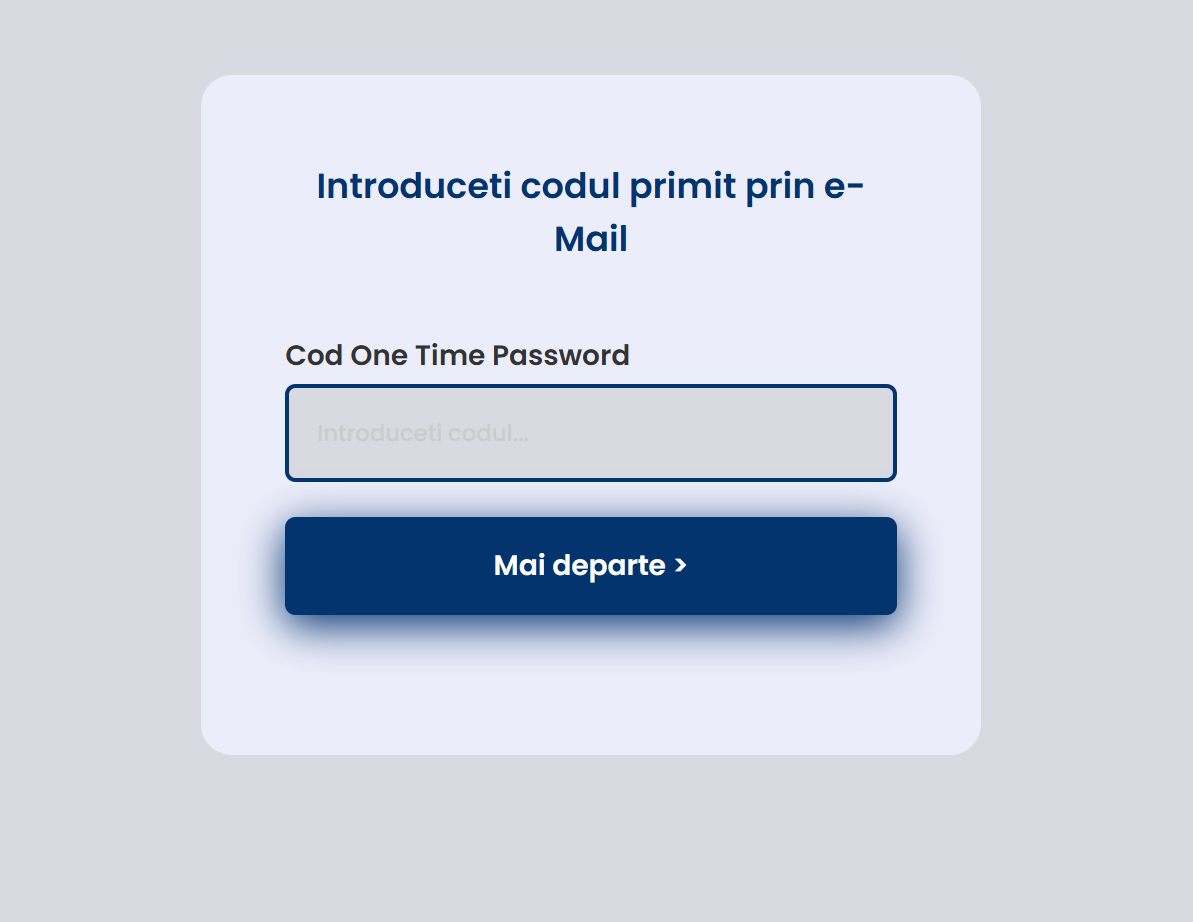 Introduceti codul primit prin e-
Mail
Cod One Time Password
Introduceti codul...
Mai departe >